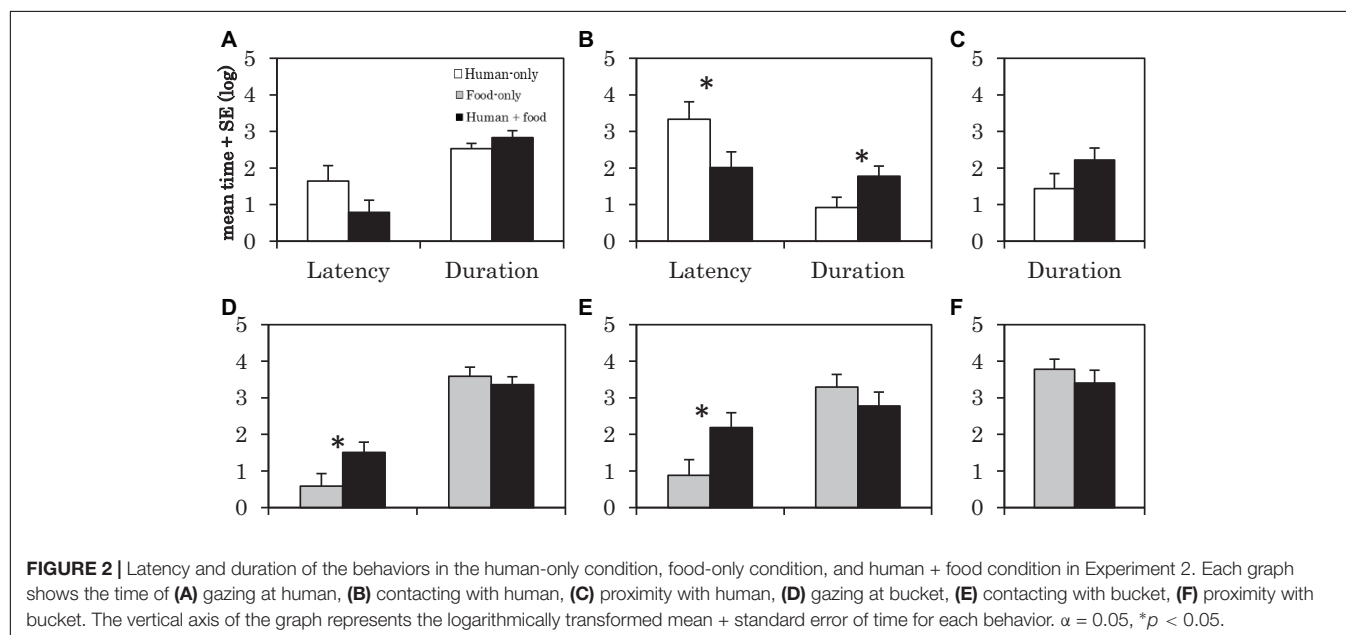 A
B
C
mean time + SE (log)
5
4
3
2
1
0
Human-only
Food-only
Human + food
Latency
Duration
5
4
3
2
1
0
*
*
Latency
Duration
5
4
3
2
1
0
Duration
D
E
F
5
4
3
2
1
0
*
5
4
3
2
1
0
*
5
4
3
2
1
0
FIGURE 2 | Latency and duration of the behaviors in the human-only condition, food-only condition, and human + food condition in Experiment 2. Each graph
shows the time of (A) gazing at human, (B) contacting with human, (C) proximity with human, (D) gazing at bucket, (E) contacting with bucket, (F) proximity with
bucket. The vertical axis of the graph represents the logarithmically transformed mean + standard error of time for each behavior. α = 0.05, *p < 0.05.